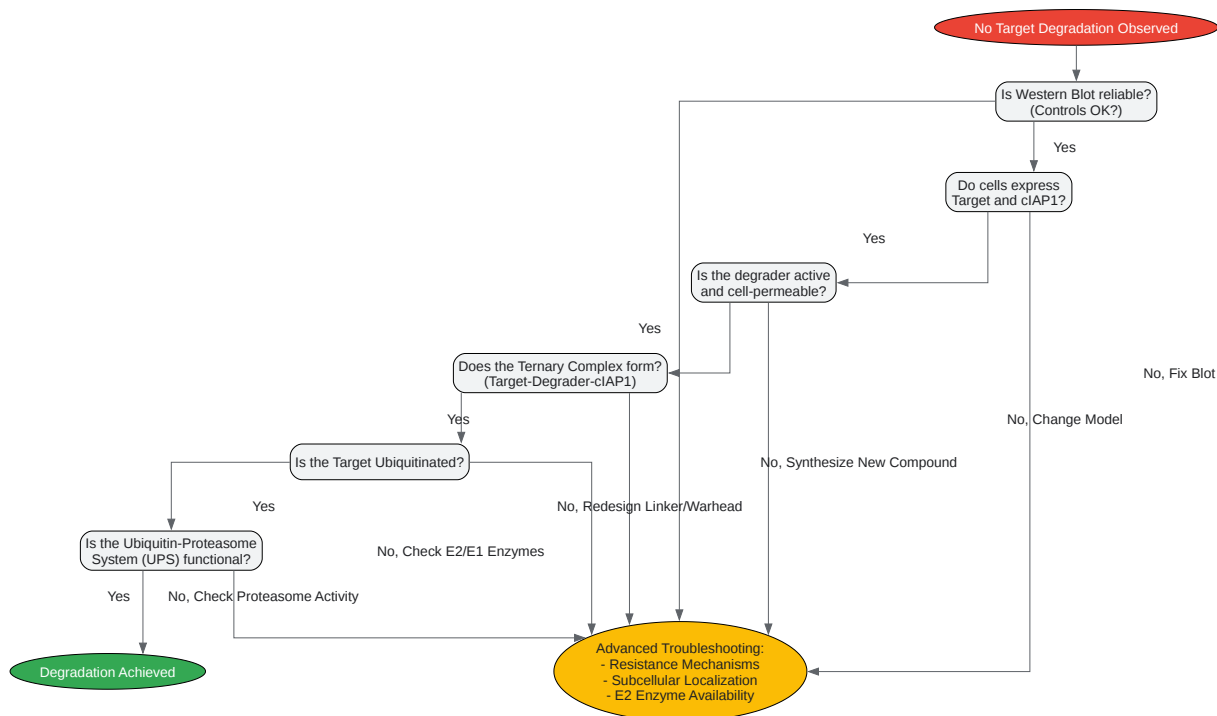 No Target Degradation Observed
Is Western Blot reliable?
(Controls OK?)
Yes
Do cells express
Target and cIAP1?
Yes
Is the degrader active
and cell-permeable?
Yes
Does the Ternary Complex form?
(Target-Degrader-cIAP1)
No, Fix Blot
Yes
No, Change Model
Is the Target Ubiquitinated?
No, Synthesize New Compound
Yes
No, Redesign Linker/Warhead
Is the Ubiquitin-Proteasome
System (UPS) functional?
No, Check E2/E1 Enzymes
Yes
No, Check Proteasome Activity
Degradation Achieved
Advanced Troubleshooting:
- Resistance Mechanisms
- Subcellular Localization
- E2 Enzyme Availability